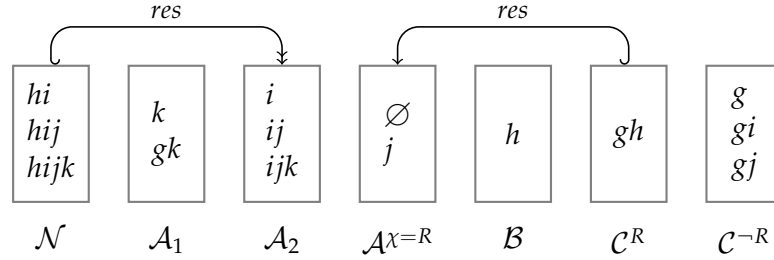 res res
hi
hij
hijk
k
gk
i
ij
ijk
∅
j
h
gh
g
gi
gj
𝒩 𝒜₁ 𝒜₂ 𝒜^{χ=R} ℬ 𝒞^R 𝒞^{¬R}